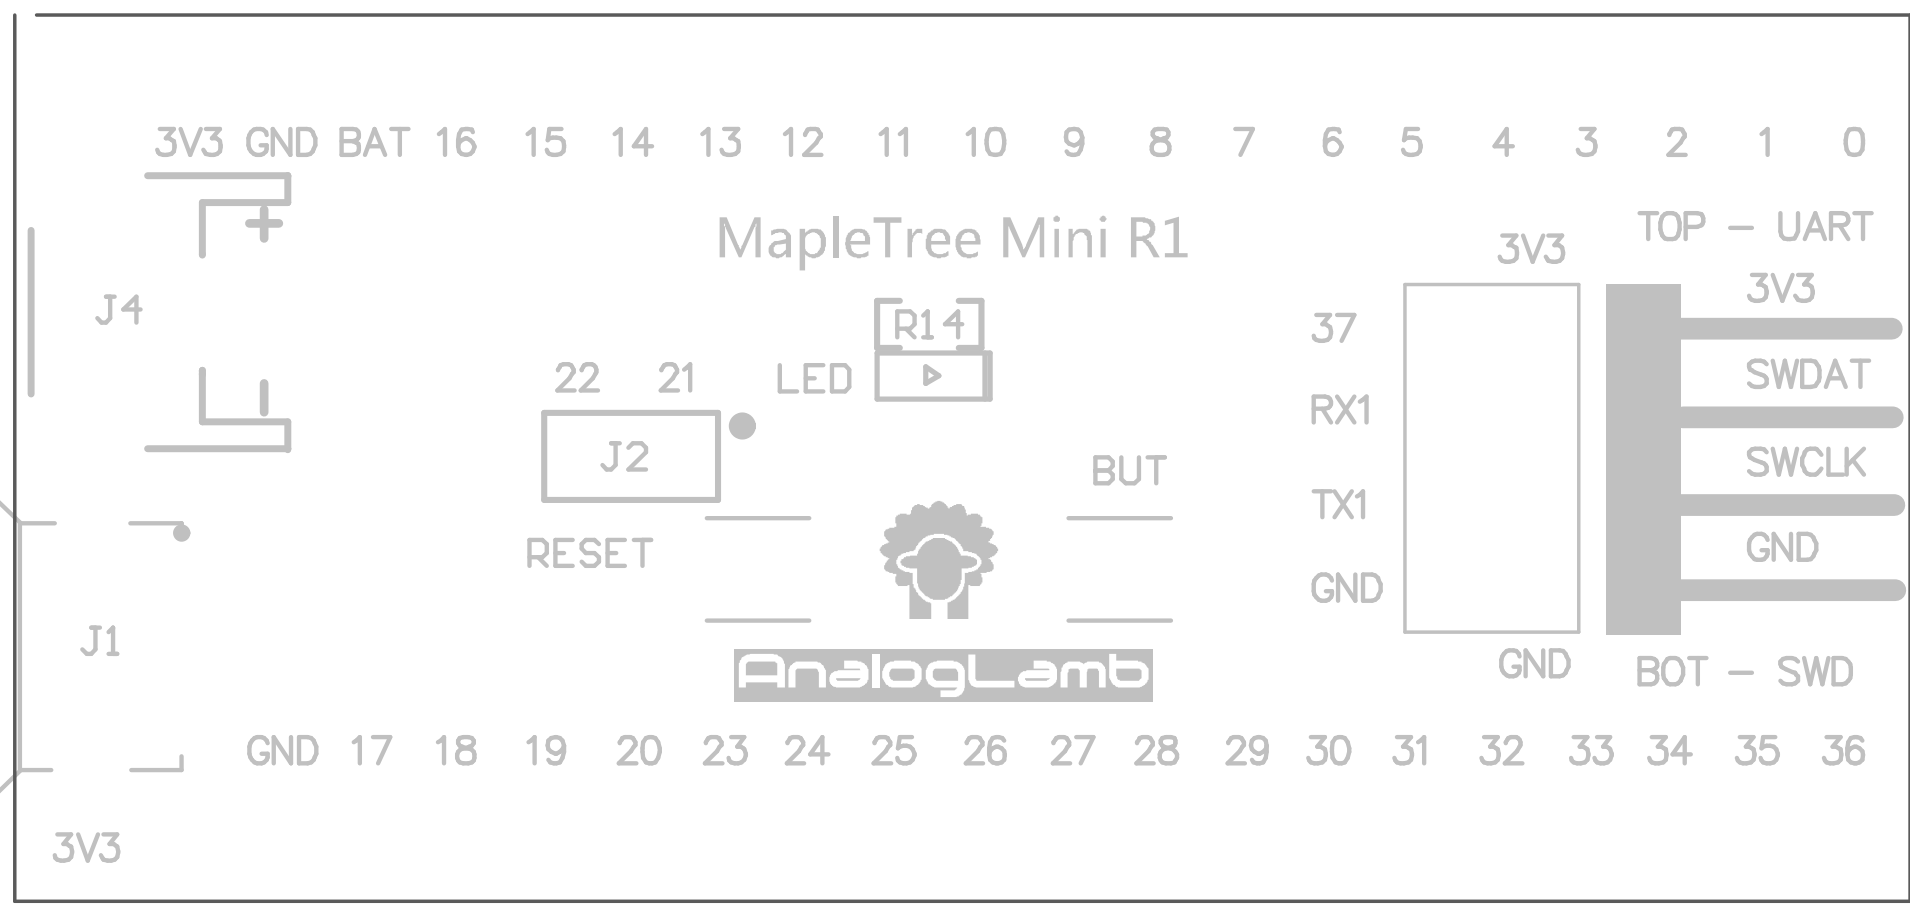 3V3 GND BAT 16 15 14 13 12 11 10 9 8 7 6 5 4 3 2 1 0
MapleTree Mini R1
TOP - UART
3V3
3V3
J4
R14
37
22 21
LED
SWDAT
RX1
J2
BUT
SWCLK
TX1
RESET
GND
GND
J1
AnalogLamb
GND
BOT - SWD
GND 17 18 19 20 23 24 25 26 27 28 29 30 31 32 33 34 35 36
3V3